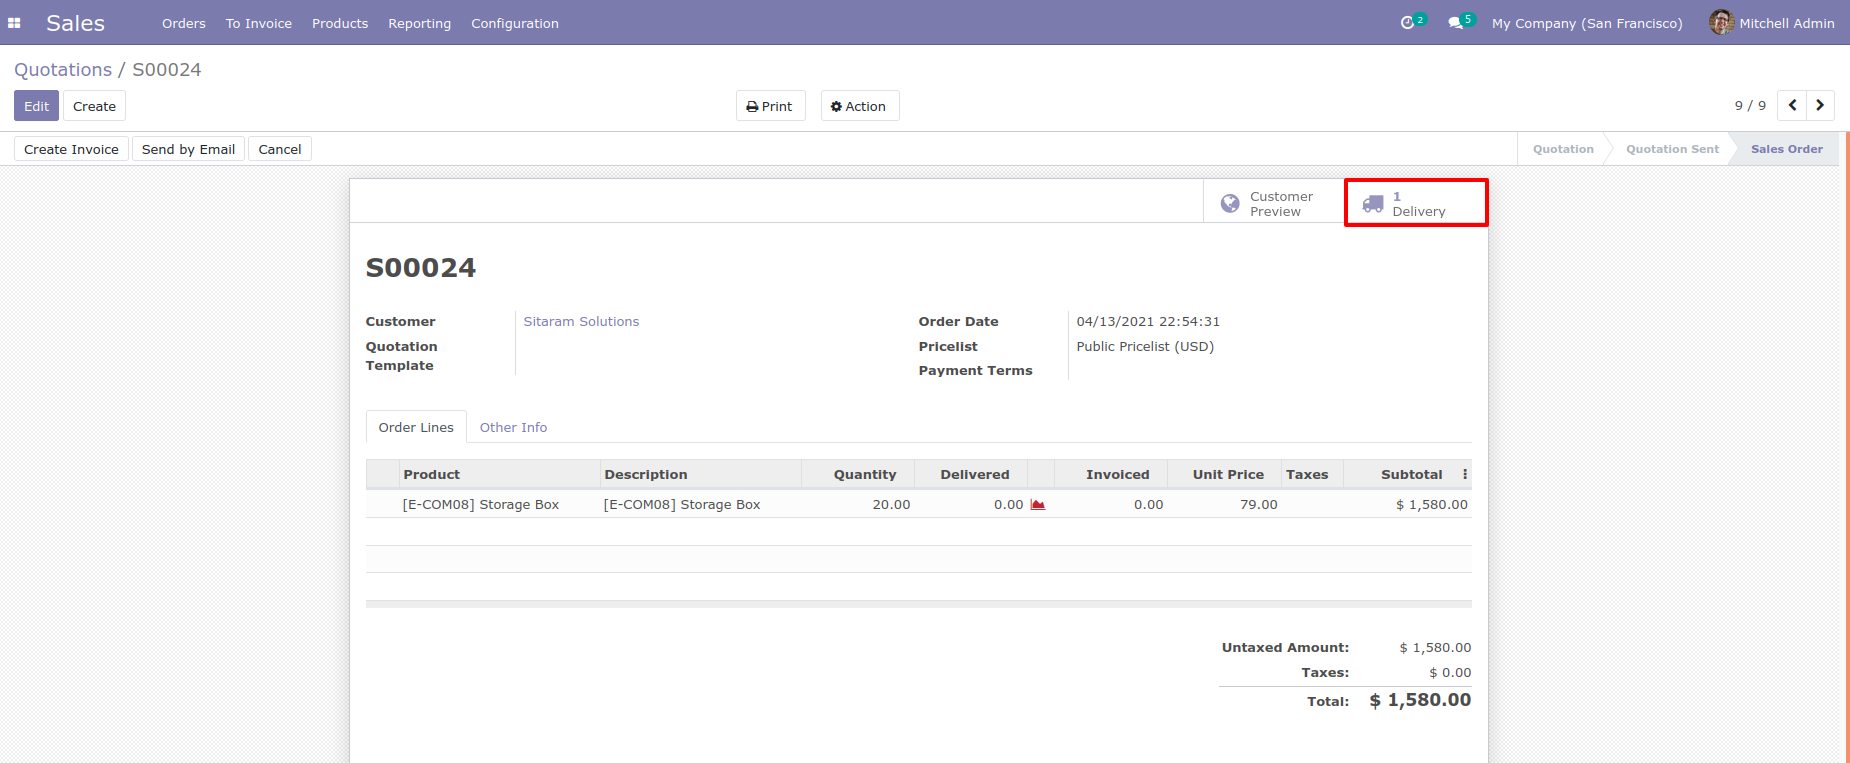 Sales Orders To Invoice Products Reporting Configuration 2 5 My Company (San Francisco) Mitchell Admin
Quotations / S00024
Edit Create Print Action 9 / 9
Create Invoice Send by Email Cancel Quotation Quotation Sent Sales Order
Customer Preview
1 Delivery
S00024
Customer Sitaram Solutions Order Date 04/13/2021 22:54:31
Quotation Template Pricelist Public Pricelist (USD)
Payment Terms
Order Lines Other Info
Product Description Quantity Delivered Invoiced Unit Price Taxes Subtotal
[E-COM08] Storage Box [E-COM08] Storage Box 20.00 0.00 0.00 79.00 $ 1,580.00
Untaxed Amount: $ 1,580.00
Taxes: $ 0.00
Total: $ 1,580.00